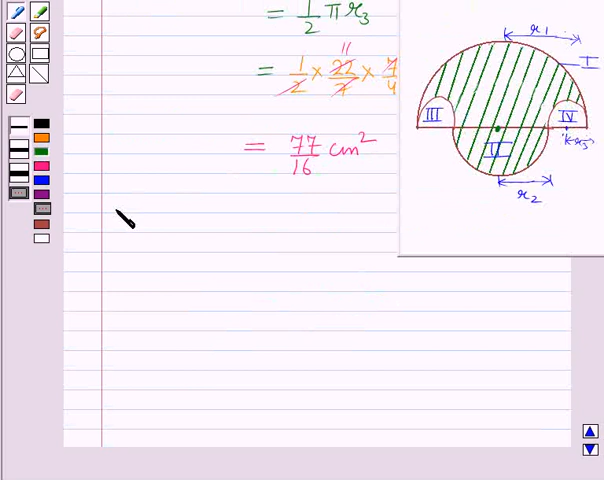 = 1/2 π r₃
= 1/2 × 22/7 × 7/4
11
= 77/16 cm²
r₁
I
III
IV
II
r₃
r₂